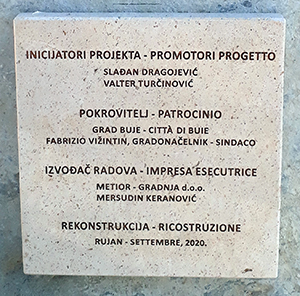 INICIJATORI PROJEKTA - PROMOTORI PROGETTO
SLAĐAN DRAGOJEVIĆ
VALTER TURČINOVIĆ
POKROVITELJ - PATROCINIO
GRAD BUJE - CITTÀ DI BUIE
FABRIZIO VIŽINTIN, GRADONAČELNIK - SINDACO
IZVOĐAČ RADOVA - IMPRESA ESECUTRICE
METIOR - GRADNJA d.o.o.
MERSUDIN KERANOVIĆ
REKONSTRUKCIJA - RICOSTRUZIONE
RUJAN - SETTEMBRE, 2020.